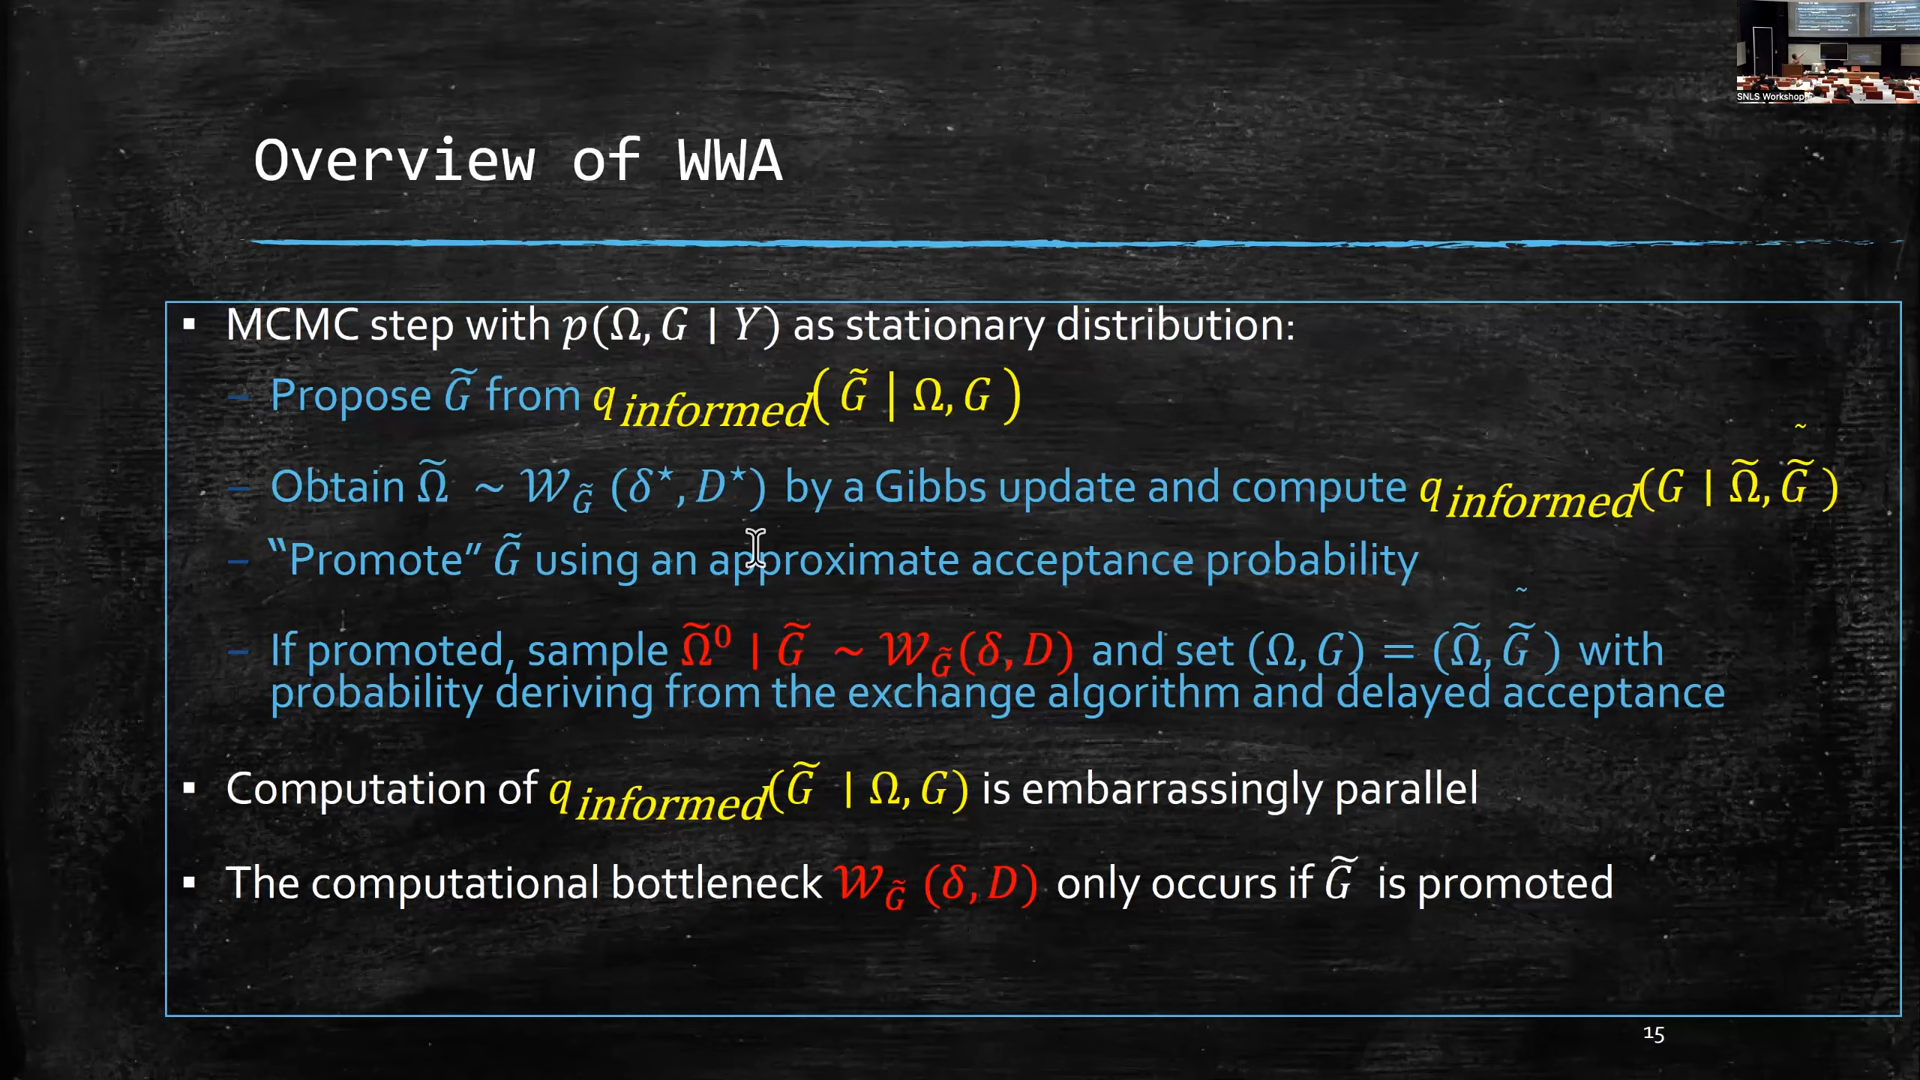 SNLS Workshop
Overview of WWA
▪ MCMC step with p(Ω, G | Y) as stationary distribution:
– Propose G̃ from q_informed(G̃ | Ω, G)
– Obtain Ω̃ ~ 𝒲_G̃ (δ⋆, D⋆) by a Gibbs update and compute q_informed(G | Ω̃, G̃)
– “Promote” G̃ using an approximate acceptance probability
– If promoted, sample Ω̃⁰ | G̃ ~ 𝒲_G̃(δ, D) and set (Ω, G) = (Ω̃, G̃) with
probability deriving from the exchange algorithm and delayed acceptance
▪ Computation of q_informed(G̃ | Ω, G) is embarrassingly parallel
▪ The computational bottleneck 𝒲_G̃ (δ, D) only occurs if G̃ is promoted
15